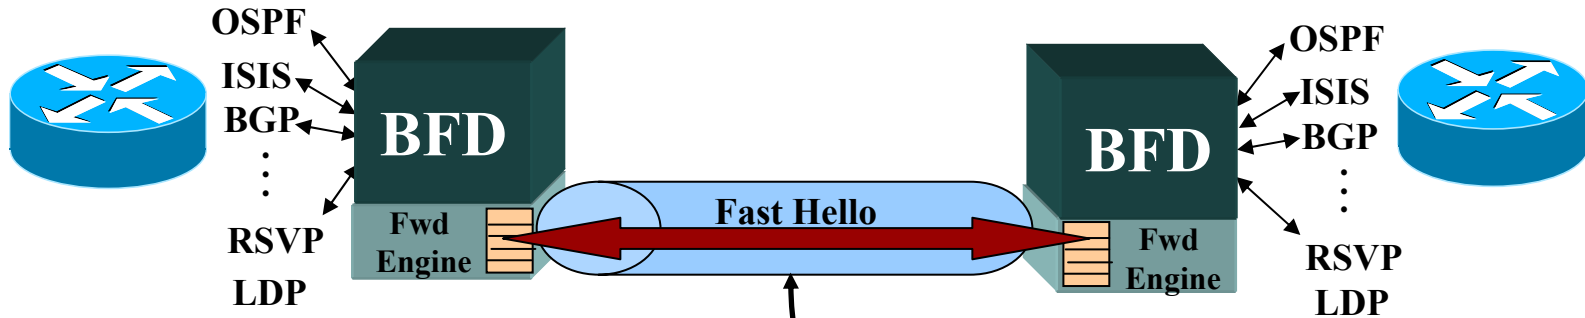 OSPF
ISIS
BGP
⋮
RSVP
LDP
BFD
Fwd
Engine
Fast Hello
BFD
Fwd
Engine
OSPF
ISIS
BGP
⋮
RSVP
LDP